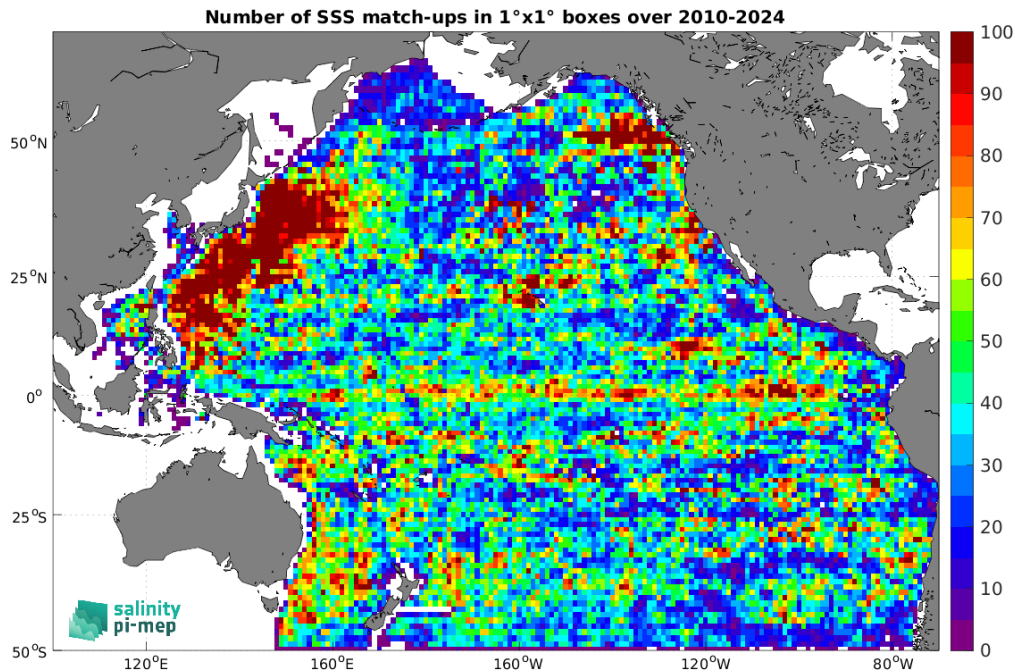 Number of SSS match-ups in 1°x1° boxes over 2010-2024
100
90
80
70
60
50
40
30
20
10
0
50°N
25°N
0°
25°S
50°S
120°E
160°E
160°W
120°W
80°W
salinity
pi-mep